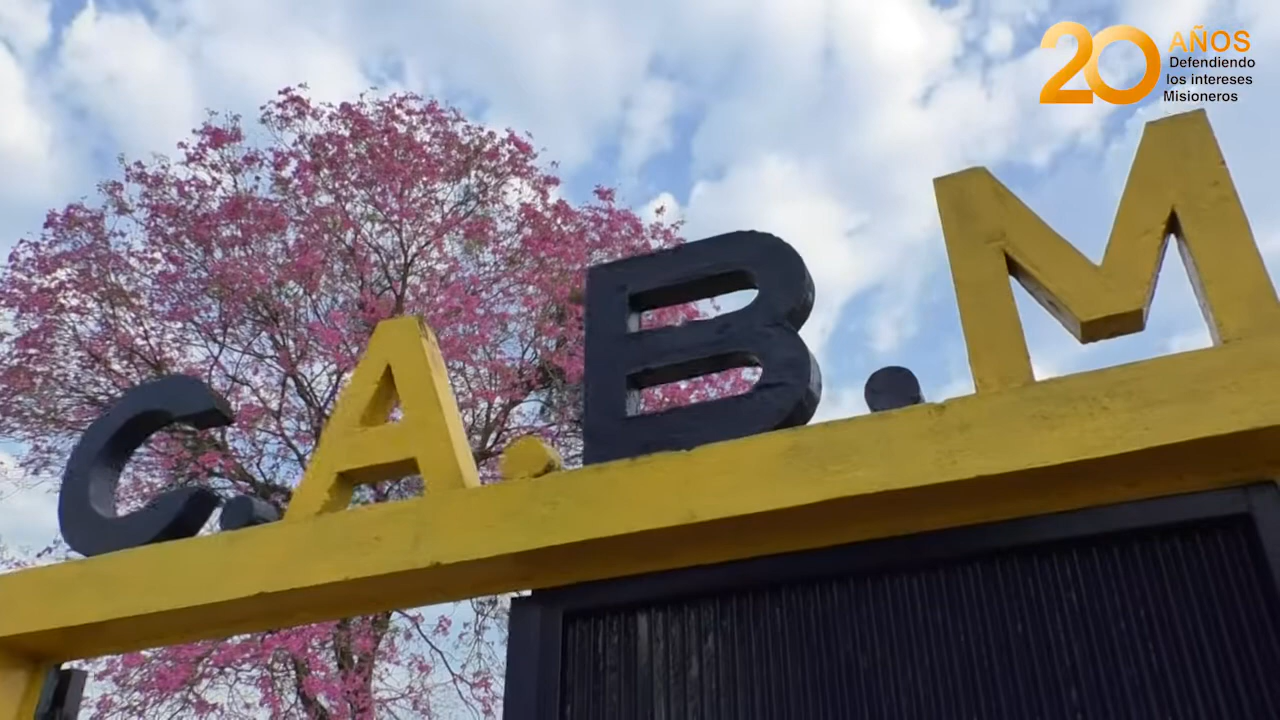 20 AÑOS
Defendiendo
los intereses
Misioneros
C.A.B.M